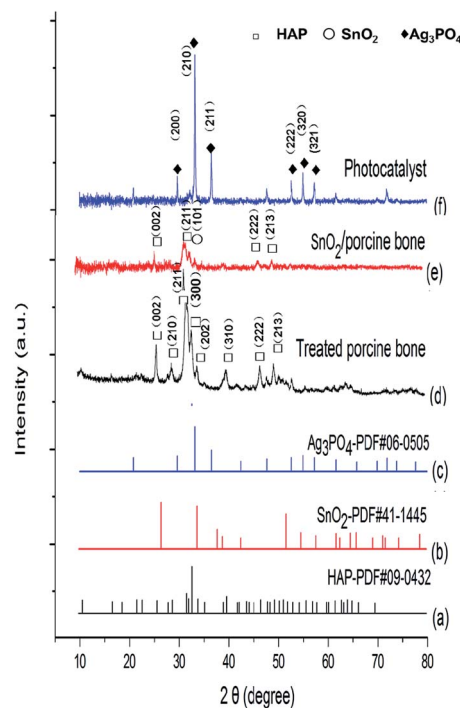 □ HAP ○ SnO₂ ◆ Ag₃PO₄
(210)
(200)
(211)
(222)
(320)
(321)
Photocatalyst
(f)
(002)
(211)
(101)
(222)
(213)
SnO₂/porcine bone
(e)
(002)
(210)
(211)
(300)
(202)
(310)
(222)
(213)
Treated porcine bone
(d)
Ag₃PO4-PDF#06-0505
(c)
SnO₂-PDF#41-1445
(b)
HAP-PDF#09-0432
(a)
Intensity (a.u.)
10 20 30 40 50 60 70 80
2 θ (degree)